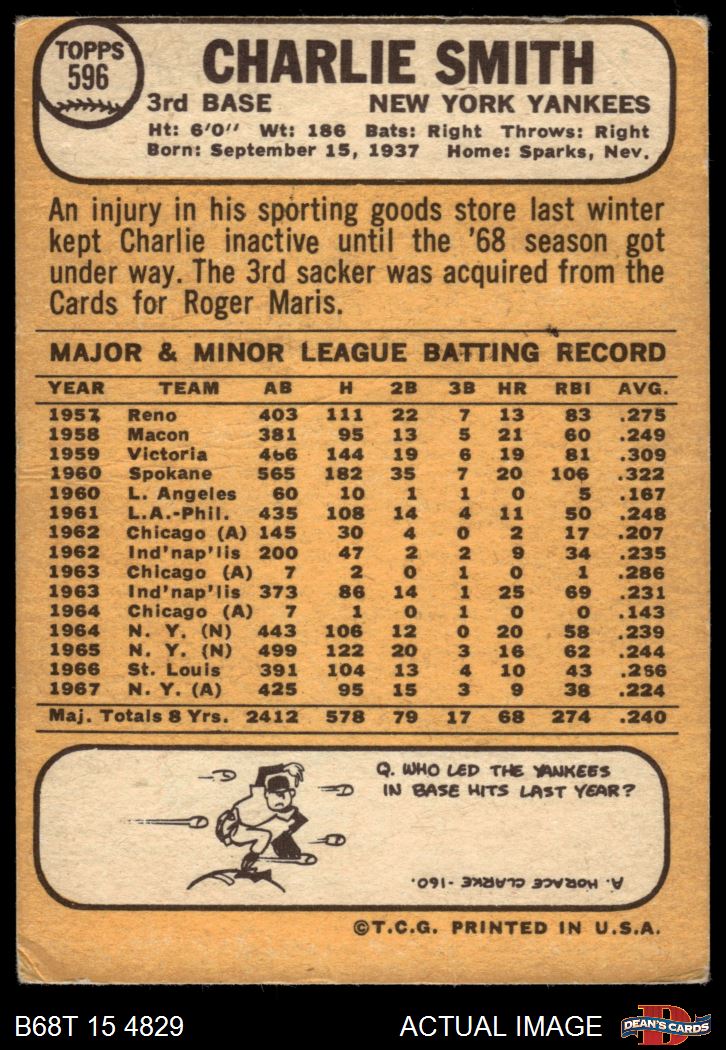 TOPPS
596
CHARLIE SMITH
3rd BASE NEW YORK YANKEES
Ht: 6'0" Wt: 186 Bats: Right Throws: Right
Born: September 15, 1937 Home: Sparks, Nev.
An injury in his sporting goods store last winter
kept Charlie inactive until the '68 season got
under way. The 3rd sacker was acquired from the
Cards for Roger Maris.
MAJOR & MINOR LEAGUE BATTING RECORD
YEAR TEAM AB H 2B 3B HR RBI AVG.
1957 Reno 403 111 22 7 13 83 .275
1958 Macon 381 95 13 5 21 60 .249
1959 Victoria 466 144 19 6 19 81 .309
1960 Spokane 565 182 35 7 20 106 .322
1960 L. Angeles 60 10 1 1 0 5 .167
1961 L.A.-Phil. 435 108 14 4 11 50 .248
1962 Chicago (A) 145 30 4 0 2 17 .207
1962 Ind'nap'lis 200 47 2 2 9 34 .235
1963 Chicago (A) 7 2 0 1 0 1 .286
1963 Ind'nap'lis 373 86 14 1 25 69 .231
1964 Chicago (A) 7 1 0 1 0 0 .143
1964 N. Y. (N) 443 106 12 0 20 58 .239
1965 N. Y. (N) 499 122 20 3 16 62 .244
1966 St. Louis 391 104 13 4 10 43 .266
1967 N. Y. (A) 425 95 15 3 9 38 .224
Maj. Totals 8 Yrs. 2412 578 79 17 68 274 .240
Q. WHO LED THE YANKEES
IN BASE HITS LAST YEAR?
A. HORACE CLARKE - 160.
©T.C.G. PRINTED IN U.S.A.
B68T 15 4829 ACTUAL IMAGE
D
DEAN'S CARDS